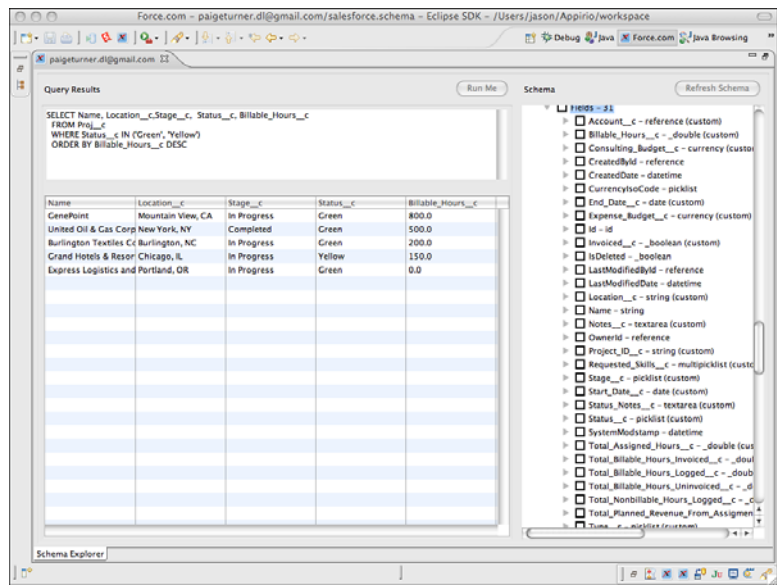 Force.com - paigeturner.dl@gmail.com/salesforce.schema - Eclipse SDK - /Users/jason/Appirio/workspace
Debug Java Force.com Java Browsing »
paigeturner.dl@gmail.com
Query Results
Run Me
Schema
Refresh Schema
SELECT Name, Location__c,Stage__c, Status__c, Billable_Hours__c
FROM Proj__c
WHERE Status__c IN ('Green', 'Yellow')
ORDER BY Billable_Hours__c DESC
Name Location__c Stage__c Status__c Billable_Hours__c
GenePoint Mountain View, CA In Progress Green 800.0
United Oil & Gas Corp New York, NY Completed Green 500.0
Burlington Textiles Co Burlington, NC In Progress Green 200.0
Grand Hotels & Resor Chicago, IL In Progress Yellow 150.0
Express Logistics and Portland, OR In Progress Green 0.0
Fields - 31
Account__c - reference (custom)
Billable_Hours__c - _double (custom)
Consulting_Budget__c - currency (custor
CreatedById - reference
CreatedDate - datetime
CurrencyIsoCode - picklist
End_Date__c - date (custom)
Expense_Budget__c - currency (custom)
Id - id
Invoiced__c - _boolean (custom)
IsDeleted - _boolean
LastModifiedById - reference
LastModifiedDate - datetime
Location__c - string (custom)
Name - string
Notes__c - textarea (custom)
OwnerId - reference
Project_ID__c - string (custom)
Requested_Skills__c - multipicklist (custo
Stage__c - picklist (custom)
Start_Date__c - date (custom)
Status_Notes__c - textarea (custom)
Status__c - picklist (custom)
SystemModstamp - datetime
Total_Assigned_Hours__c - _double (cus
Total_Billable_Hours_Invoiced__c - _doul
Total_Billable_Hours_Logged__c - _doub
Total_Billable_Hours_Uninvoiced__c - _d
Total_Nonbillable_Hours_Logged__c - _c
Total_Planned_Revenue_From_Assigmen
Type__c - picklist (custom)
Schema Explorer
Ju